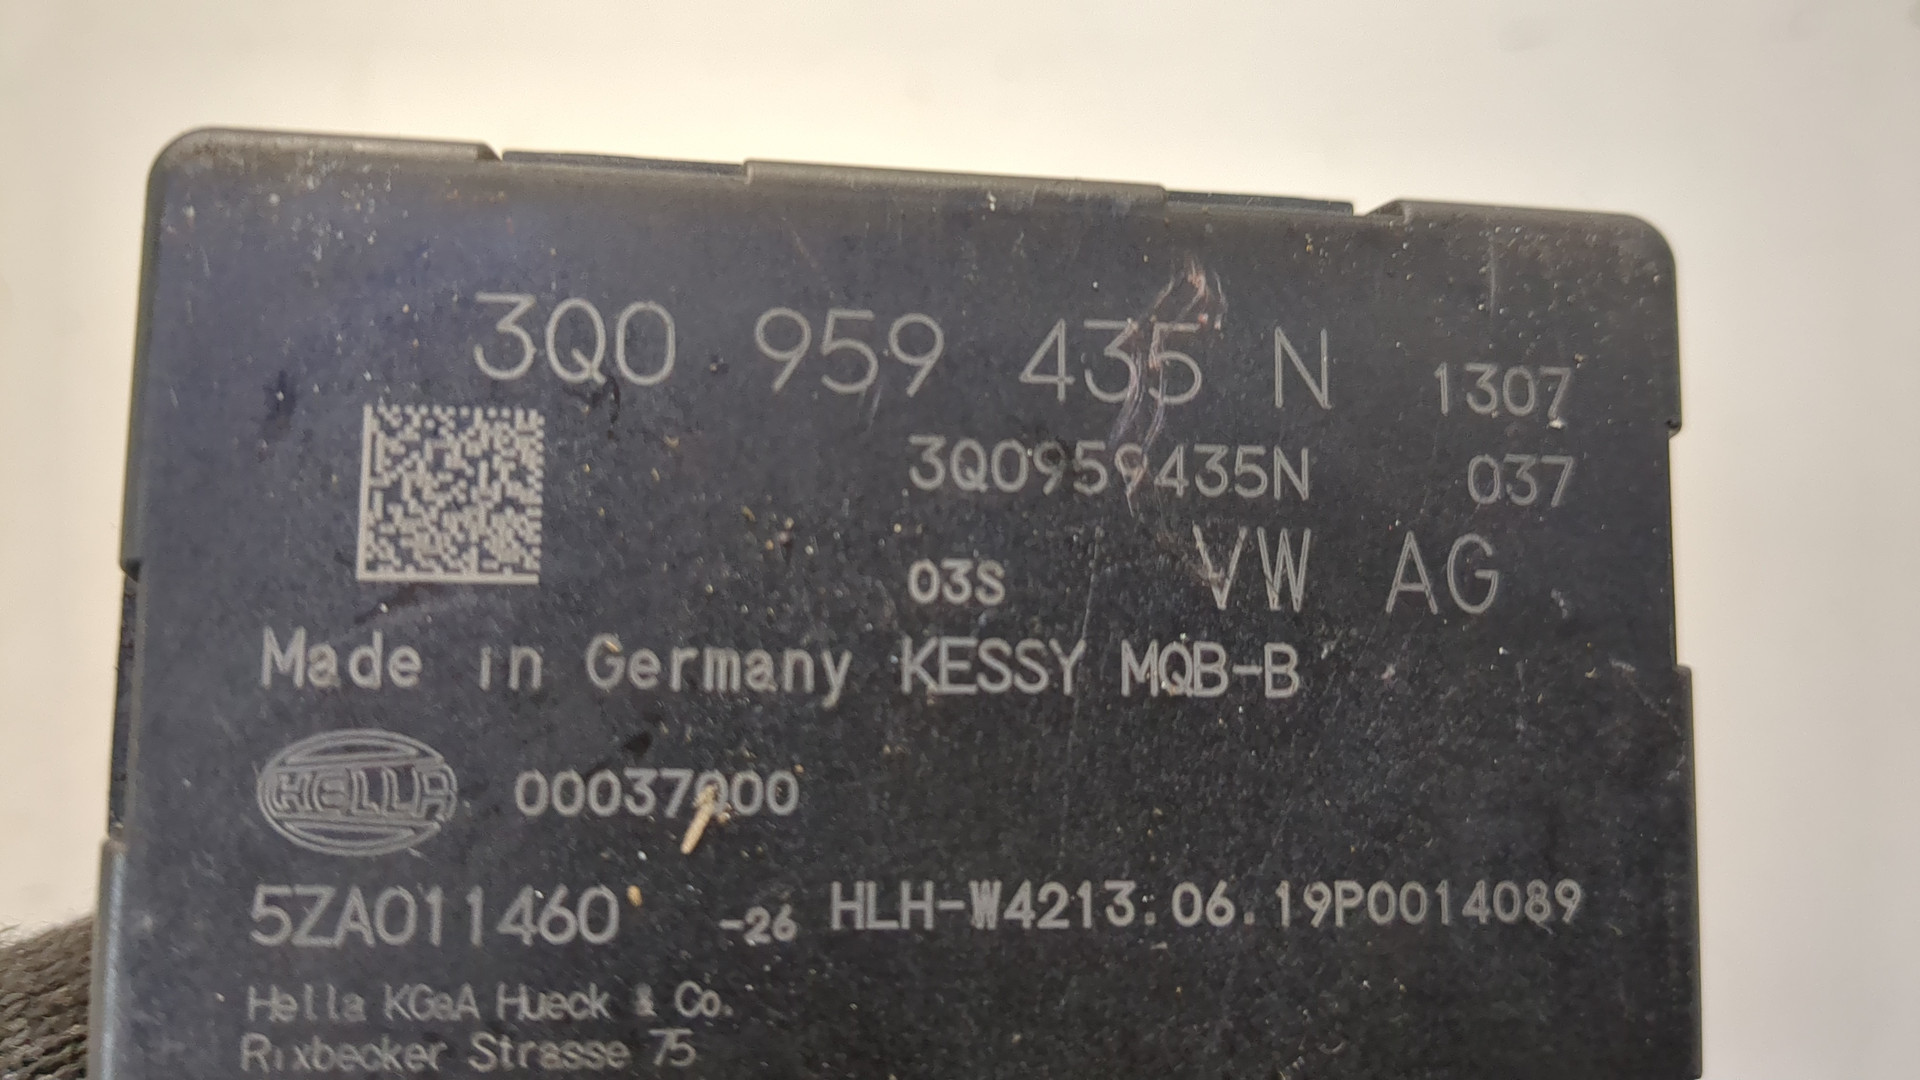 3Q0 959 435 N 1307
3Q0959435N 037
03S VW AG
Made in Germany KESSY MQB-B
HELLA 00037000
5ZA011460 -26 HLH-W4213.06.19P0014089
Hella KGaA Hueck & Co.
Rixbecker Strasse 75